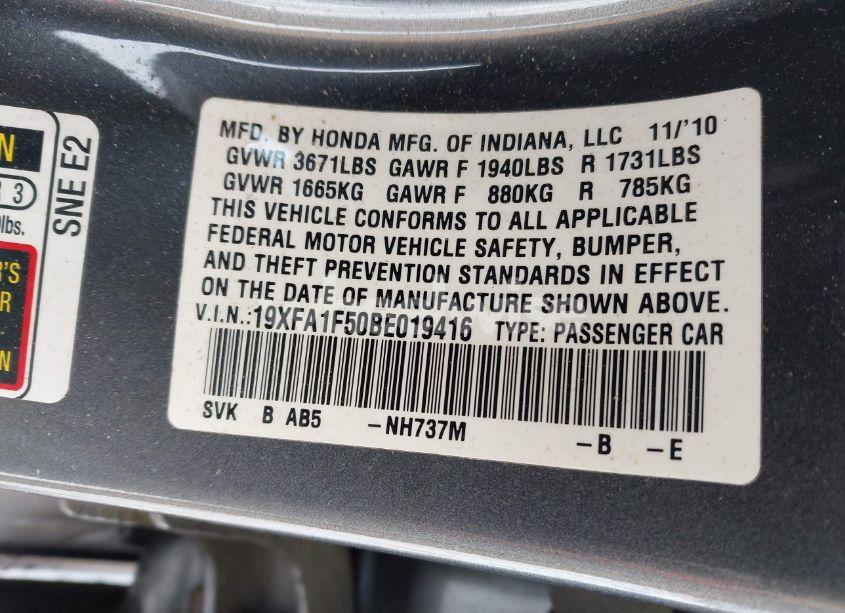 N
3
lbs.
'S
R
N
SNE E2
MFD. BY HONDA MFG. OF INDIANA, LLC 11/'10
GVWR 3671LBS GAWR F 1940LBS R 1731LBS
GVWR 1665KG GAWR F 880KG R 785KG
THIS VEHICLE CONFORMS TO ALL APPLICABLE
FEDERAL MOTOR VEHICLE SAFETY, BUMPER,
AND THEFT PREVENTION STANDARDS IN EFFECT
ON THE DATE OF MANUFACTURE SHOWN ABOVE.
V.I.N.:19XFA1F50BE019416 TYPE: PASSENGER CAR
SVK B AB5 -NH737M -B -E